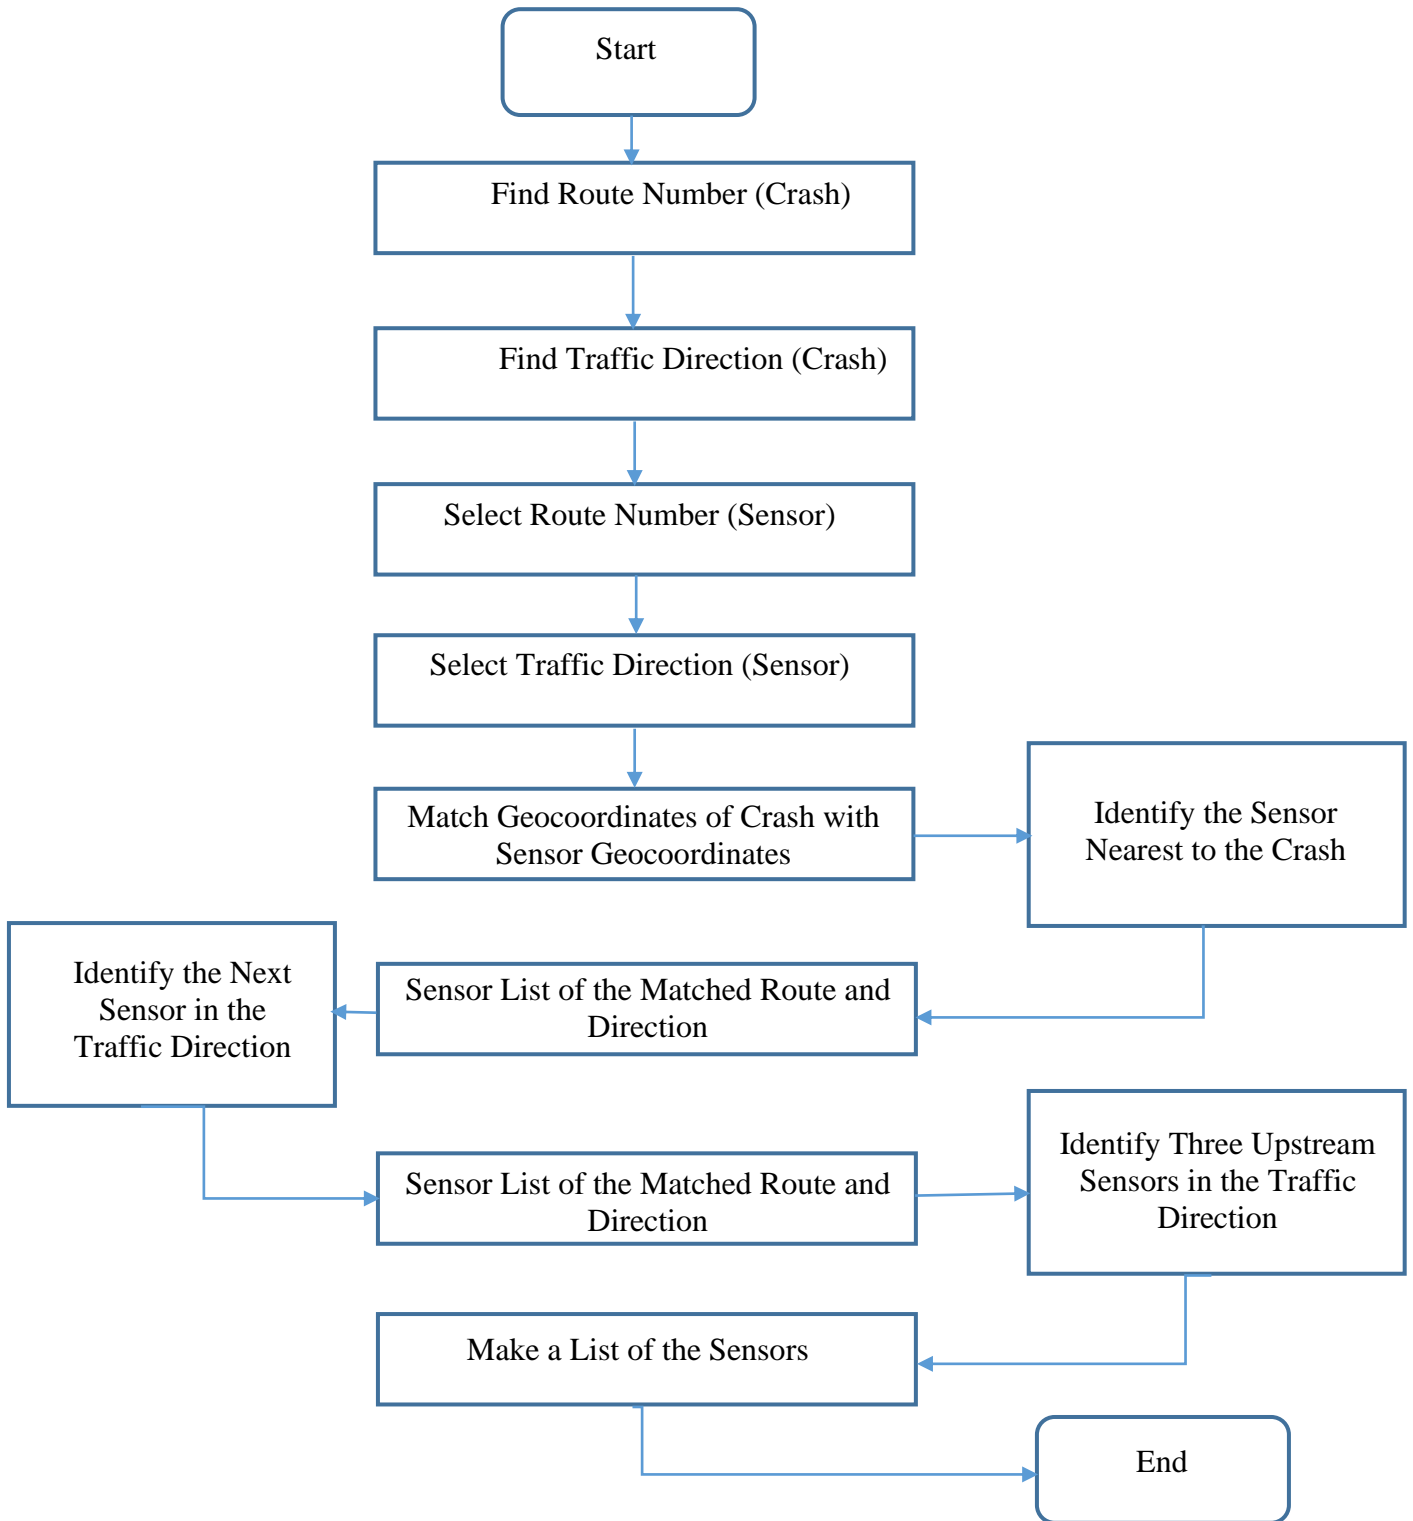 Start
Find Route Number (Crash)
Find Traffic Direction (Crash)
Select Route Number (Sensor)
Select Traffic Direction (Sensor)
Match Geocoordinates of Crash with
Sensor Geocoordinates
Identify the Sensor
Nearest to the Crash
Sensor List of the Matched Route and
Direction
Identify the Next
Sensor in the
Traffic Direction
Sensor List of the Matched Route and
Direction
Identify Three Upstream
Sensors in the Traffic
Direction
Make a List of the Sensors
End